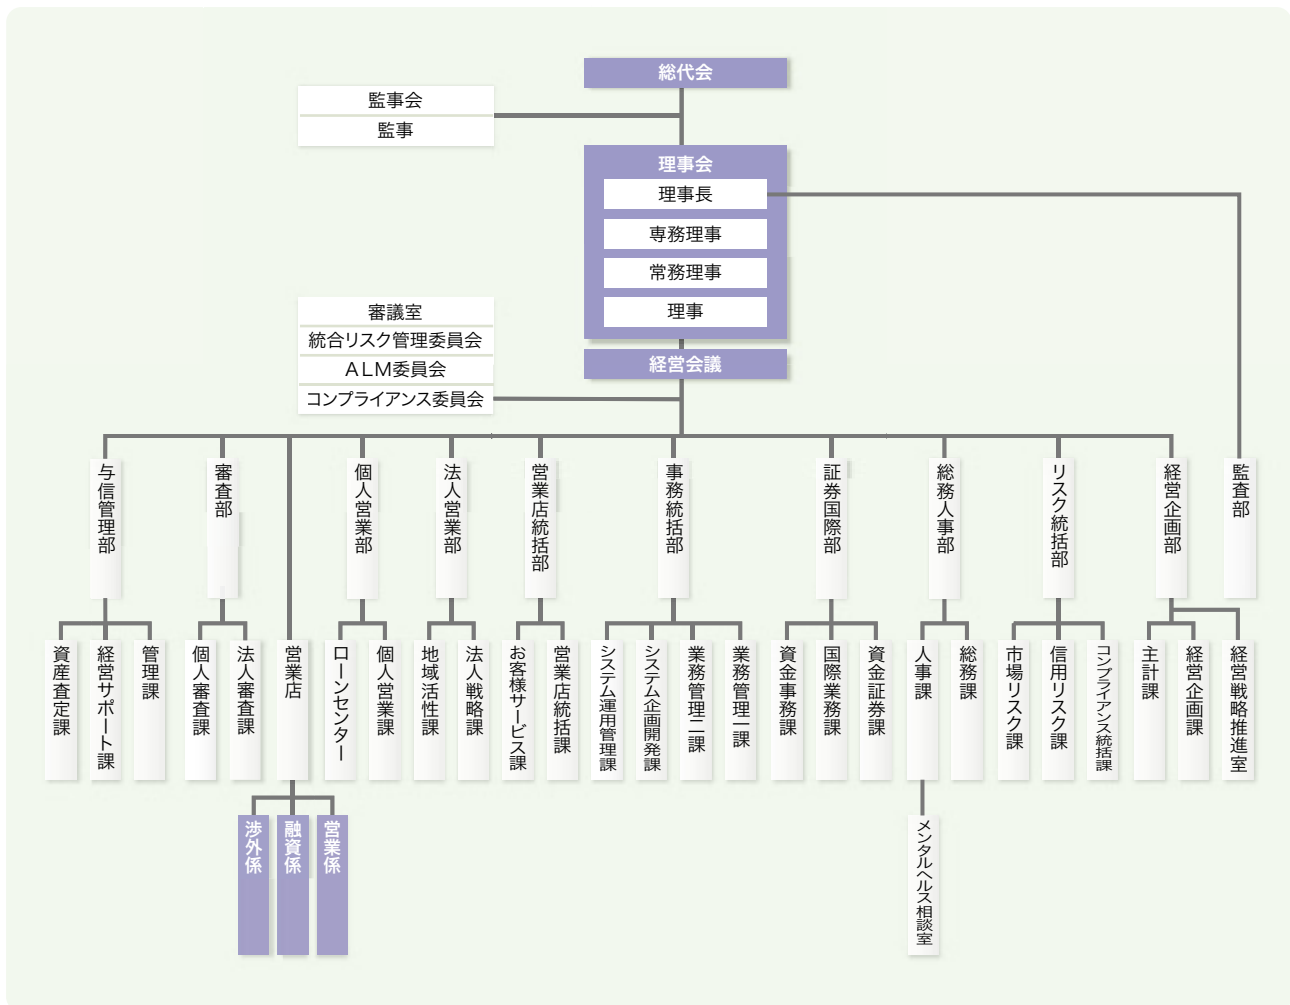 総代会
監事会
監事
理事会
理事長
専務理事
常務理事
理事
審議室
統合リスク管理委員会
ALM委員会
コンプライアンス委員会
経営会議
与信管理部
審査部
個人営業部
法人営業部
営業店統括部
事務統括部
証券国際部
総務人事部
リスク統括部
経営企画部
監査部
資産査定課
経営サポート課
管理課
個人審査課
法人審査課
営業店
ローンセンター
個人営業課
地域活性課
法人戦略課
お客様サービス課
営業店統括課
システム運用管理課
システム企画開発課
業務管理二課
業務管理一課
資金事務課
国際業務課
資金証券課
人事課
総務課
市場リスク課
信用リスク課
コンプライアンス統括課
主計課
経営企画課
経営戦略推進室
渉外係
融資係
営業係
メンタルヘルス相談室